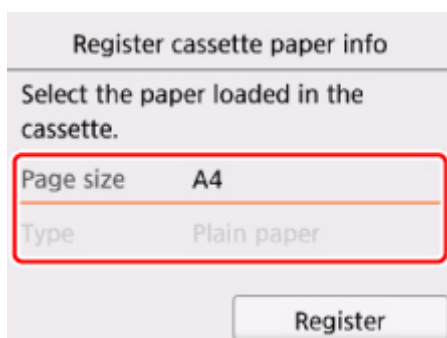 Register cassette paper info
Select the paper loaded in the
cassette.
Page size A4
Type Plain paper
Register